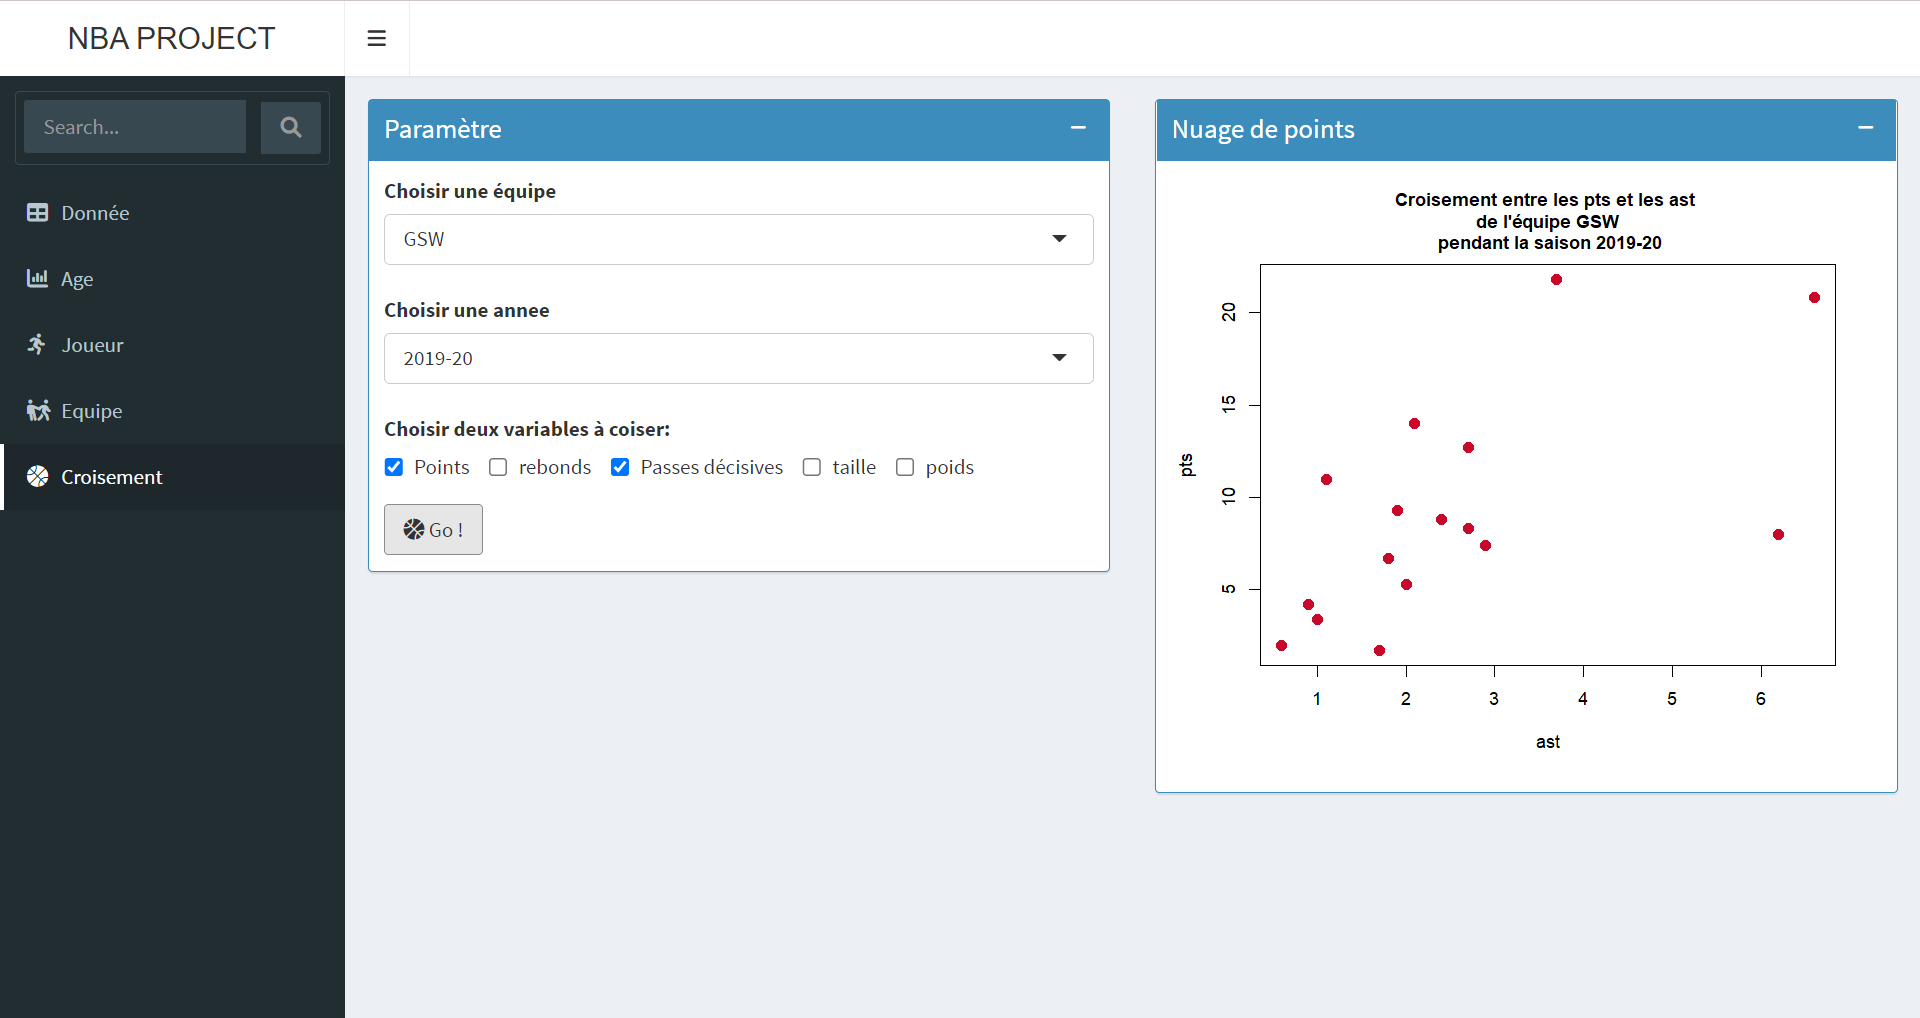 NBA PROJECT
Search...
Donnée
Age
Joueur
Equipe
Croisement
Paramètre
Choisir une équipe
GSW
Choisir une annee
2019-20
Choisir deux variables à coiser:
Points rebonds Passes décisives taille poids
Go !
Nuage de points
Croisement entre les pts et les ast
de l'équipe GSW
pendant la saison 2019-20
20
15
10
5
pts
1 2 3 4 5 6
ast